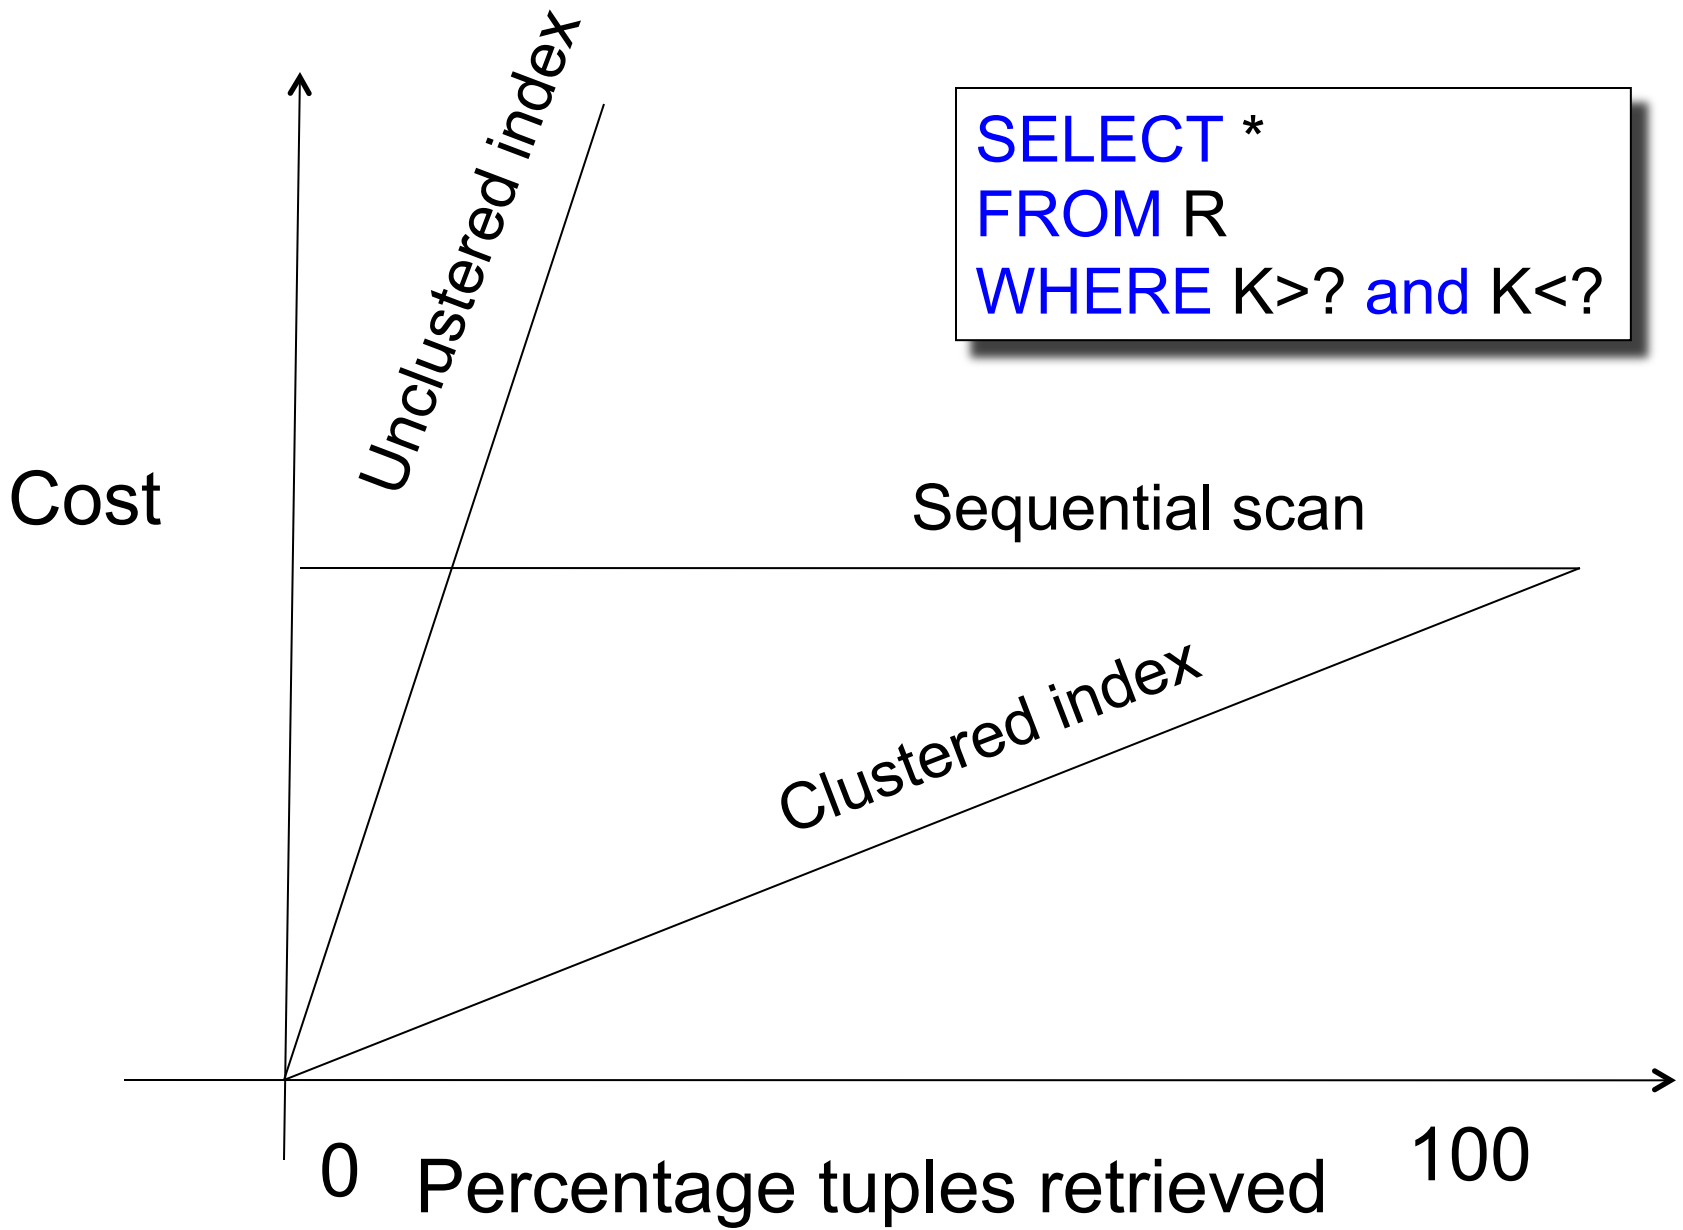 Unclustered index
SELECT *
FROM R
WHERE K>? and K<?
Cost
Sequential scan
Clustered index
0
100
Percentage tuples retrieved